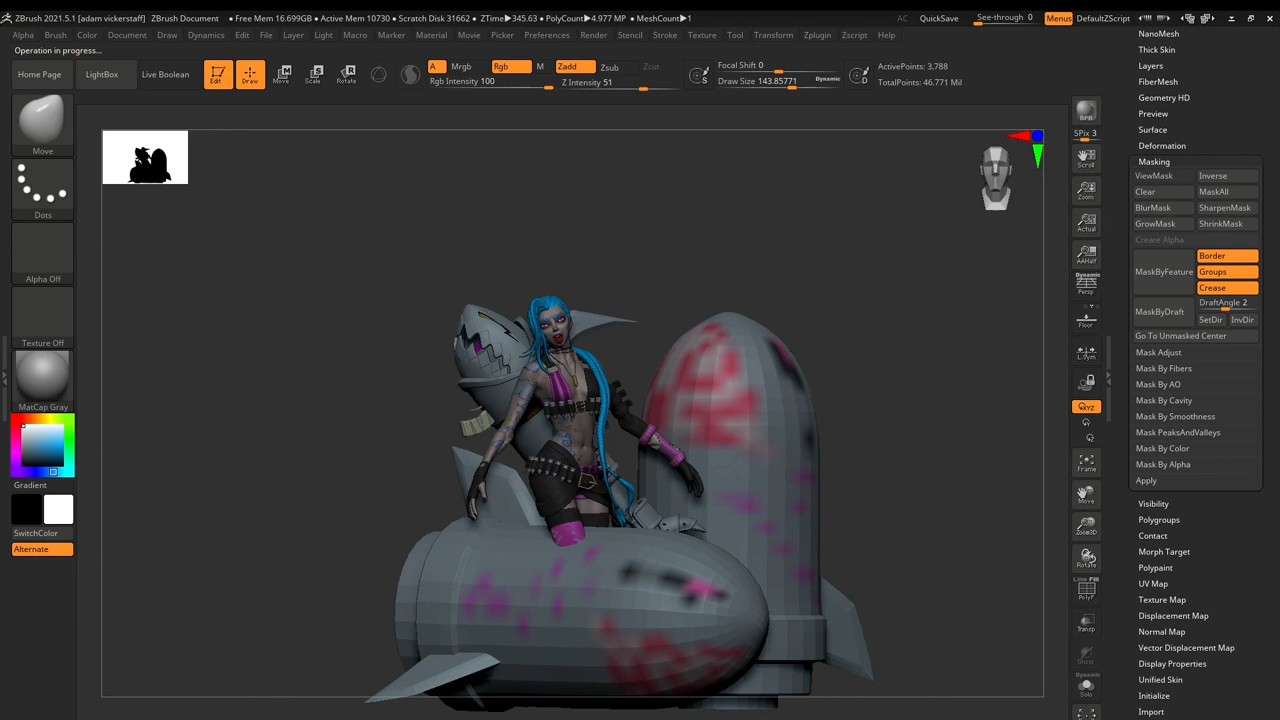 ZBrush 2021.5.1 [adam vickerstaff] ZBrush Document ● Free Mem 16.699GB ● Active Mem 10730 ● Scratch Disk 31662 ● ZTime▶345.63 ● PolyCount▶4.977 MP ● MeshCount▶1 AC QuickSave See-through 0 Menus DefaultZScript
Alpha Brush Color Document Draw Dynamics Edit File Layer Light Macro Marker Material Movie Picker Preferences Render Stencil Stroke Texture Tool Transform Zplugin Zscript Help
Operation in progress...
Home Page LightBox Live Boolean Edit Draw Move Scale Rotate
A Mrgb Rgb M Zadd Zsub Zcut
Rgb Intensity 100 Z Intensity 51
S Focal Shift 0
Draw Size 143.85771 Dynamic D
ActivePoints: 3,788
TotalPoints: 46.771 Mil
Move
Dots
Alpha Off
Texture Off
MatCap Gray
Gradient
SwitchColor
Alternate
BPR
SPix 3
Scroll
Zoom
Actual
AAHalf
Dynamic
Persp
Floor
L.Sym
XYZ
Frame
Move
Zoom3D
Rotate
Line Fill
PolyF
Transp
Ghost
Dynamic
Solo
NanoMesh
Thick Skin
Layers
FiberMesh
Geometry HD
Preview
Surface
Deformation
Masking
ViewMask Inverse
Clear MaskAll
BlurMask SharpenMask
GrowMask ShrinkMask
Create Alpha
MaskByFeature Border
Groups
Crease
MaskByDraft DraftAngle 2
SetDir InvDir
Go To Unmasked Center
Mask Adjust
Mask By Fibers
Mask By AO
Mask By Cavity
Mask By Smoothness
Mask PeaksAndValleys
Mask By Color
Mask By Alpha
Apply
Visibility
Polygroups
Contact
Morph Target
Polypaint
UV Map
Texture Map
Displacement Map
Normal Map
Vector Displacement Map
Display Properties
Unified Skin
Initialize
Import